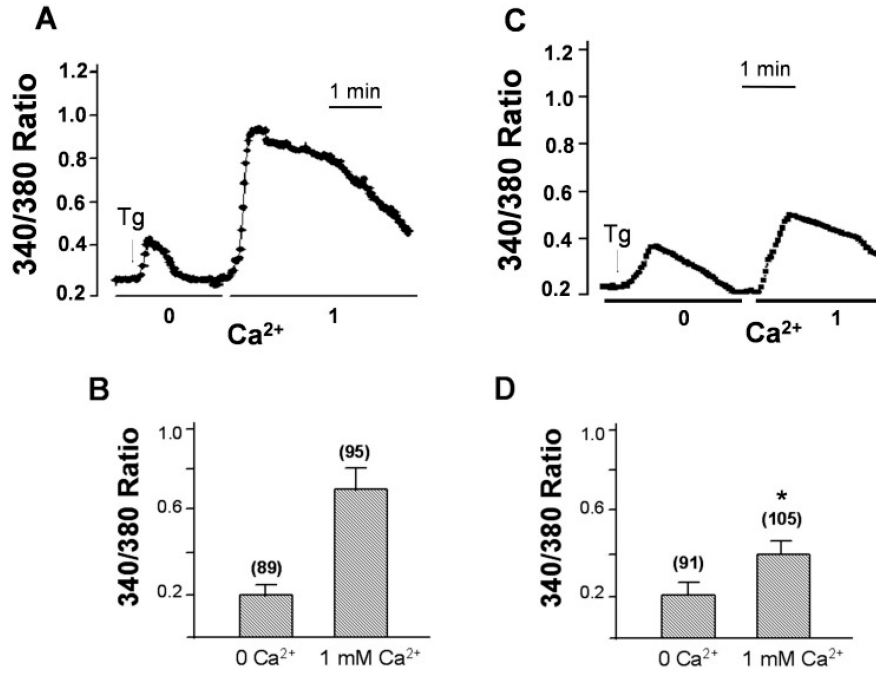 A
340/380 Ratio
1.2
1.0
0.8
0.6
0.4
0.2
1 min
Tg
0
1
Ca²⁺
C
340/380 Ratio
1.2
1.0
0.8
0.6
0.4
0.2
1 min
Tg
0
1
Ca²⁺
B
340/380 Ratio
1.0
0.6
0.2
(89)
(95)
0 Ca²⁺
1 mM Ca²⁺
D
340/380 Ratio
1.0
0.6
0.2
(91)
*
(105)
0 Ca²⁺
1 mM Ca²⁺